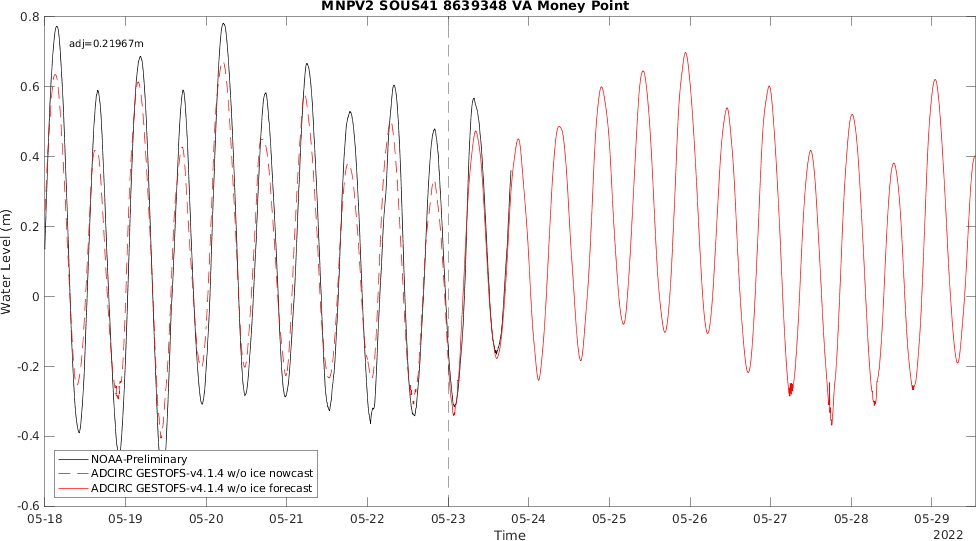 MNPV2 SOUS41 8639348 VA Money Point
adj=0.21967m
0.8
0.6
0.4
0.2
0
-0.2
-0.4
-0.6
Water Level (m)
NOAA-Preliminary
ADCIRC GESTOFS-v4.1.4 w/o ice nowcast
ADCIRC GESTOFS-v4.1.4 w/o ice forecast
05-18 05-19 05-20 05-21 05-22 05-23 05-24 05-25 05-26 05-27 05-28 05-29
Time
2022